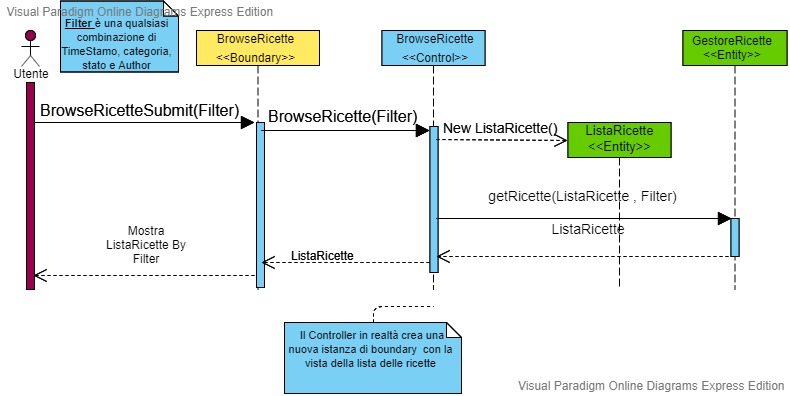 Visual Paradigm Online Diagrams Express Edition
Filter è una qualsiasi
combinazione di
TimeStamo, categoria,
stato e Author
BrowseRicette
<<Boundary>>
BrowseRicette
<<Control>>
GestoreRicette
<<Entity>>
Utente
BrowseRicetteSubmit(Filter)
BrowseRicette(Filter)
New ListaRicette()
ListaRicette
<<Entity>>
getRicette(ListaRicette , Filter)
ListaRicette
Mostra
ListaRicette By
Filter
ListaRicette
Il Controller in realtà crea una
nuova istanza di boundary con la
vista della lista delle ricette
Visual Paradigm Online Diagrams Express Edition